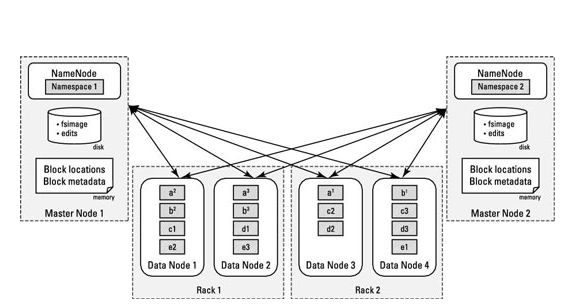 NameNode
Namespace 1
• fsimage
• edits
disk
Block locations
Block metadata
memory
Master Node 1
NameNode
Namespace 2
• fsimage
• edits
disk
Block locations
Block metadata
memory
Master Node 2
a²
b²
c1
e2
Data Node 1
a³
b³
d1
e3
Data Node 2
Rack 1
a¹
c2
d2
Data Node 3
b¹
c3
d3
e1
Data Node 4
Rack 2